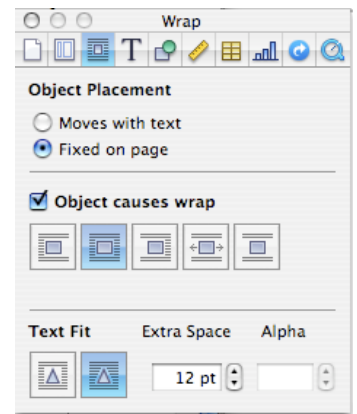 Wrap
T
Object Placement
Moves with text
Fixed on page
Object causes wrap
Text Fit Extra Space Alpha
12 pt